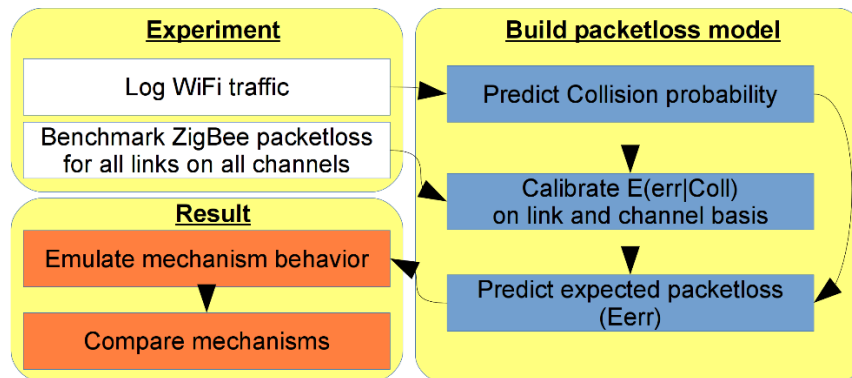 Experiment
Log WiFi traffic
Benchmark ZigBee packetloss
for all links on all channels
Build packetloss model
Predict Collision probability
Calibrate E(err|Coll)
on link and channel basis
Predict expected packetloss
(Eerr)
Result
Emulate mechanism behavior
Compare mechanisms